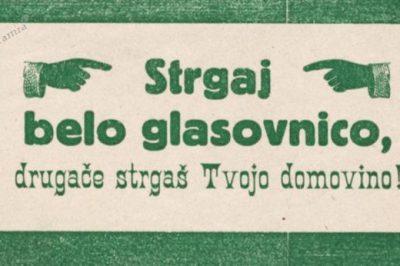 Strgaj
belo glasovnico,
drugače strgaš Tvojo domovino!